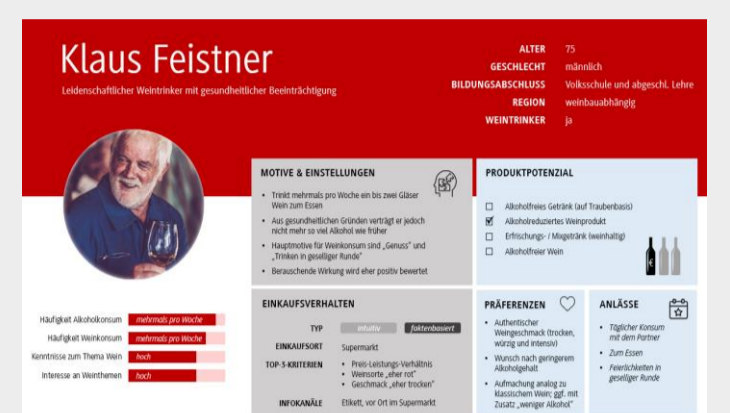 Klaus Feistner
Leidenschaftlicher Weintrinker mit gesundheitlicher Beeinträchtigung
ALTER 75
GESCHLECHT männlich
BILDUNGSABSCHLUSS Volksschule und abgeschl. Lehre
REGION weinbauabhängig
WEINTRINKER ja
MOTIVE & EINSTELLUNGEN
• Trinkt mehrmals pro Woche ein bis zwei Gläser
Wein zum Essen
• Aus gesundheitlichen Gründen verträgt er jedoch
nicht mehr so viel Alkohol wie früher
• Hauptmotive für Weinkonsum sind „Genuss" und
„Trinken in geselliger Runde"
• Berauschende Wirkung wird eher positiv bewertet
PRODUKTPOTENZIAL
☐ Alkoholfreies Getränk (auf Traubenbasis)
☑ Alkoholreduziertes Weinprodukt
☐ Erfrischungs- / Mixgetränk (weinhaltig)
☐ Alkoholfreier Wein
€
Häufigkeit Alkoholkonsum mehrmals pro Woche
Häufigkeit Weinkonsum mehrmals pro Woche
Kenntnisse zum Thema Wein hoch
Interesse an Weinthemen hoch
EINKAUFSVERHALTEN
TYP intuitiv faktenbasiert
EINKAUFSORT Supermarkt
TOP-3-KRITERIEN • Preis-Leistungs-Verhältnis
• Weinsorte „eher rot"
• Geschmack „eher trocken"
INFOKANÄLE Etikett, vor Ort im Supermarkt
PRÄFERENZEN
• Authentischer
Weingeschmack (trocken,
würzig und intensiv)
• Wunsch nach geringerem
Alkoholgehalt
• Aufmachung analog zu
klassischem Wein; ggf. mit
Zusatz „weniger Alkohol"
ANLÄSSE
• Täglicher Konsum
mit dem Partner
• Zum Essen
• Feierlichkeiten in
geselliger Runde